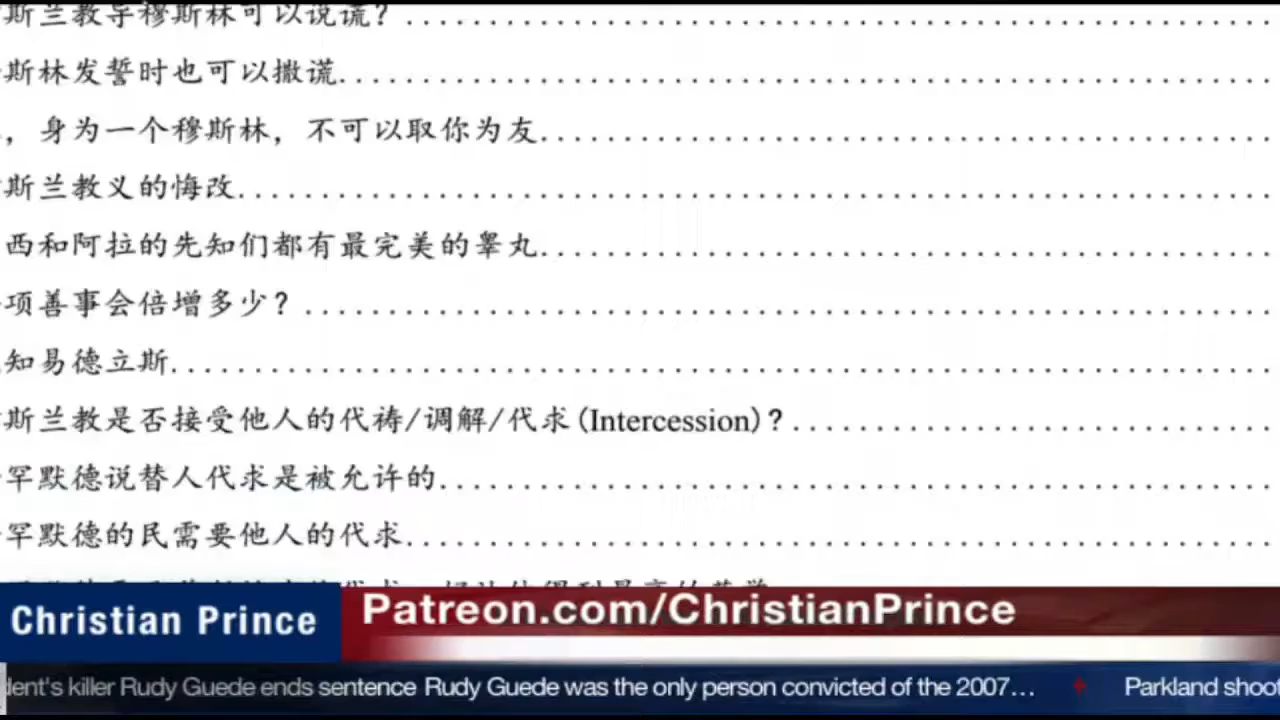 斯兰教导穆斯林可以说谎?
斯林发誓时也可以撒谎
,身为一个穆斯林,不可以取你为友
斯兰教义的悔改
西和阿拉的先知们都有最完美的睾丸
项善事会倍增多少?
知易德立斯
斯兰教是否接受他人的代祷/调解/代求(Intercession)?
罕默德说替人代求是被允许的
罕默德的民需要他人的代求
Christian Prince
Patreon.com/ChristianPrince
dent's killer Rudy Guede ends sentence Rudy Guede was the only person convicted of the 2007... Parkland shoot